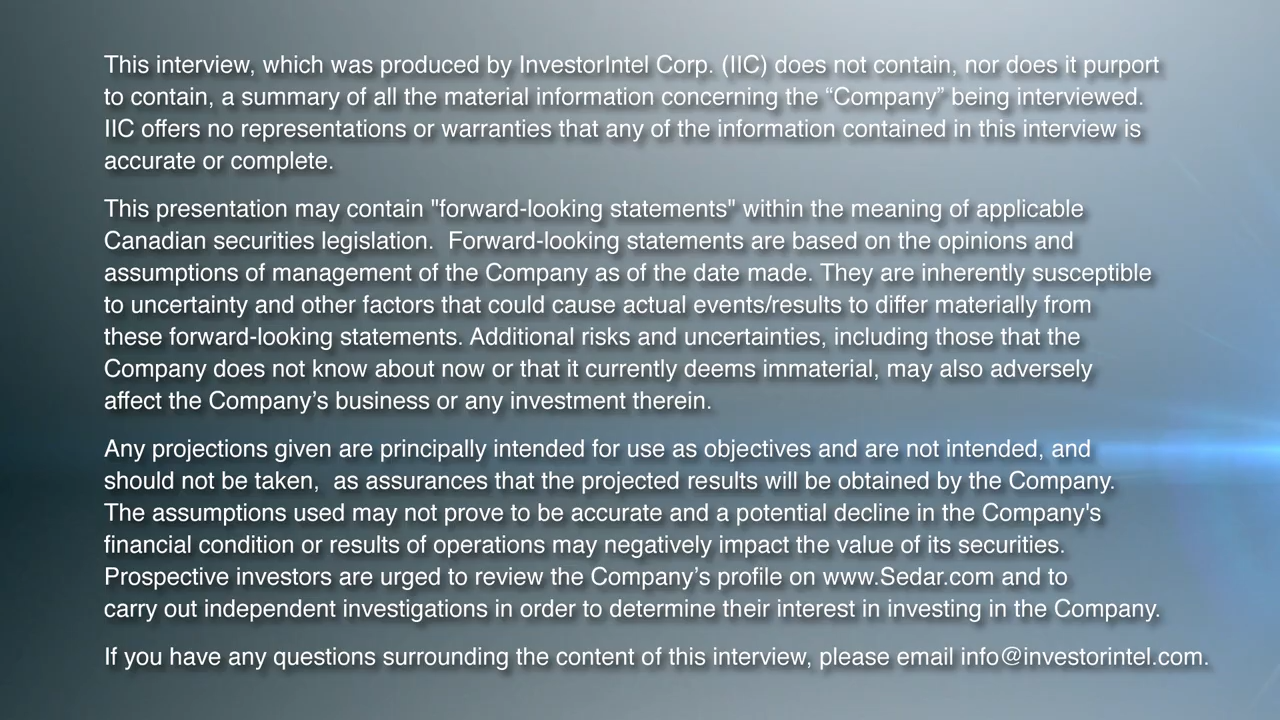 This interview, which was produced by InvestorIntel Corp. (IIC) does not contain, nor does it purport
to contain, a summary of all the material information concerning the “Company” being interviewed.
IIC offers no representations or warranties that any of the information contained in this interview is
accurate or complete.
This presentation may contain "forward-looking statements" within the meaning of applicable
Canadian securities legislation.  Forward-looking statements are based on the opinions and
assumptions of management of the Company as of the date made. They are inherently susceptible
to uncertainty and other factors that could cause actual events/results to differ materially from
these forward-looking statements. Additional risks and uncertainties, including those that the
Company does not know about now or that it currently deems immaterial, may also adversely
affect the Company’s business or any investment therein.
Any projections given are principally intended for use as objectives and are not intended, and
should not be taken,  as assurances that the projected results will be obtained by the Company.
The assumptions used may not prove to be accurate and a potential decline in the Company's
financial condition or results of operations may negatively impact the value of its securities.
Prospective investors are urged to review the Company’s profile on www.Sedar.com and to
carry out independent investigations in order to determine their interest in investing in the Company.
If you have any questions surrounding the content of this interview, please email info@investorintel.com.